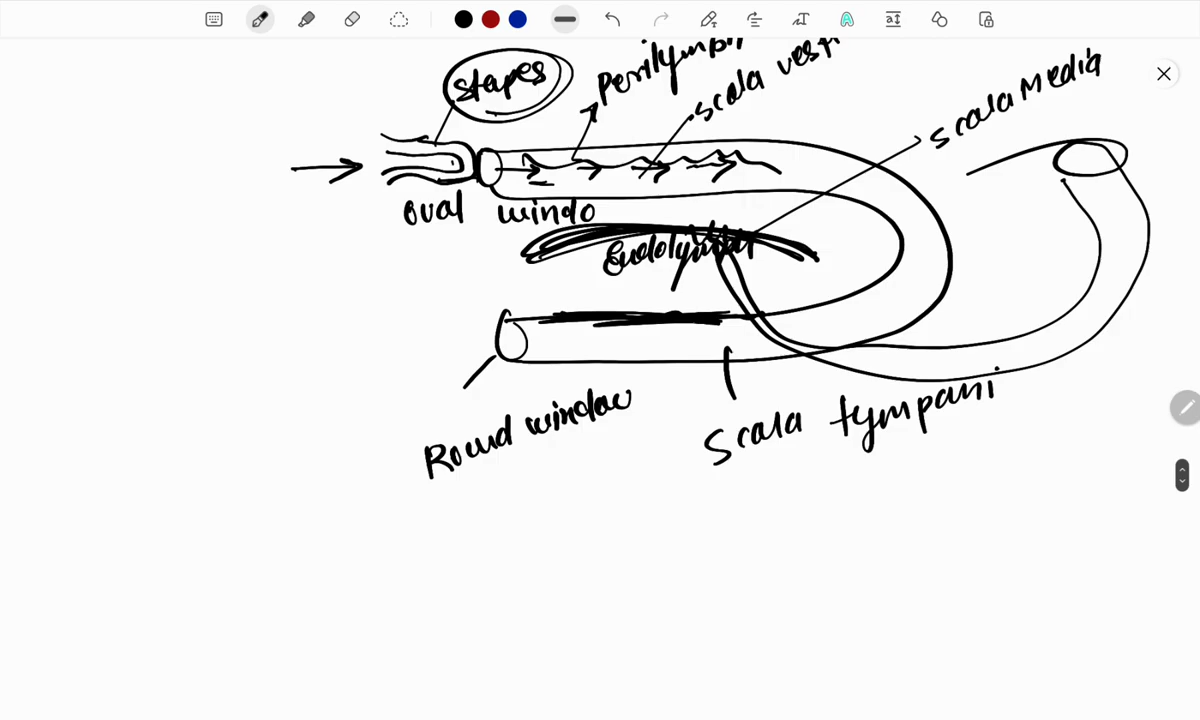 stapes
Perilymph
scala vest
scala Media
oval windo
Endolymph
Round window
Scala tympani